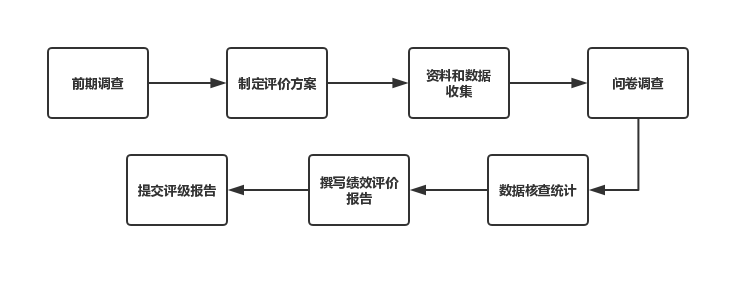 前期调查
制定评价方案
资料和数据
收集
问卷调查
数据核查统计
撰写绩效评价
报告
提交评级报告